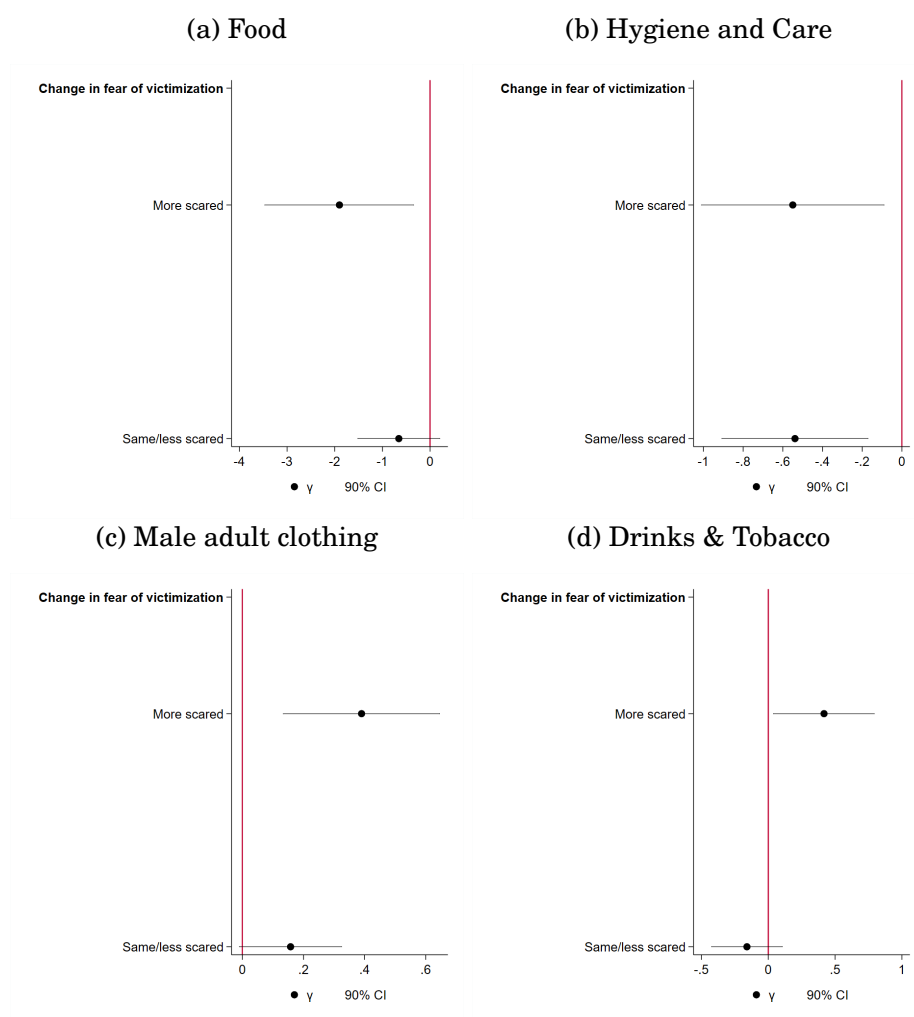 (a) Food
Change in fear of victimization
More scared
Same/less scared
-4 -3 -2 -1 0
γ 90% CI
(b) Hygiene and Care
Change in fear of victimization
More scared
Same/less scared
-1 -.8 -.6 -.4 -.2 0
γ 90% CI
(c) Male adult clothing
Change in fear of victimization
More scared
Same/less scared
0 .2 .4 .6
γ 90% CI
(d) Drinks & Tobacco
Change in fear of victimization
More scared
Same/less scared
-.5 0 .5 1
γ 90% CI